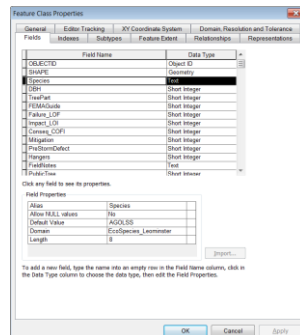 Feature Class Properties
General Editor Tracking XY Coordinate System Domain, Resolution and Tolerance
Fields Indexes Subtypes Feature Extent Relationships Representations
Field Name Data Type
OBJECTID Object ID
SHAPE Geometry
Species Text
DBH Short Integer
TreePart Short Integer
FEMAGuide Short Integer
Failure_LOF Short Integer
Impact_LOI Short Integer
Conseq_COFI Short Integer
Mitigation Short Integer
PreStormDefect Short Integer
Hangers Short Integer
FieldNotes Text
PublicTree Short Integer
Click any field to see its properties.
Field Properties
Alias Species
Allow NULL values No
Default Value AGOLSS
Domain EcoSpecies_Leominster
Length 8
Import...
To add a new field, type the name into an empty row in the Field Name column, click in
the Data Type column to choose the data type, then edit the Field Properties.
OK Cancel Apply